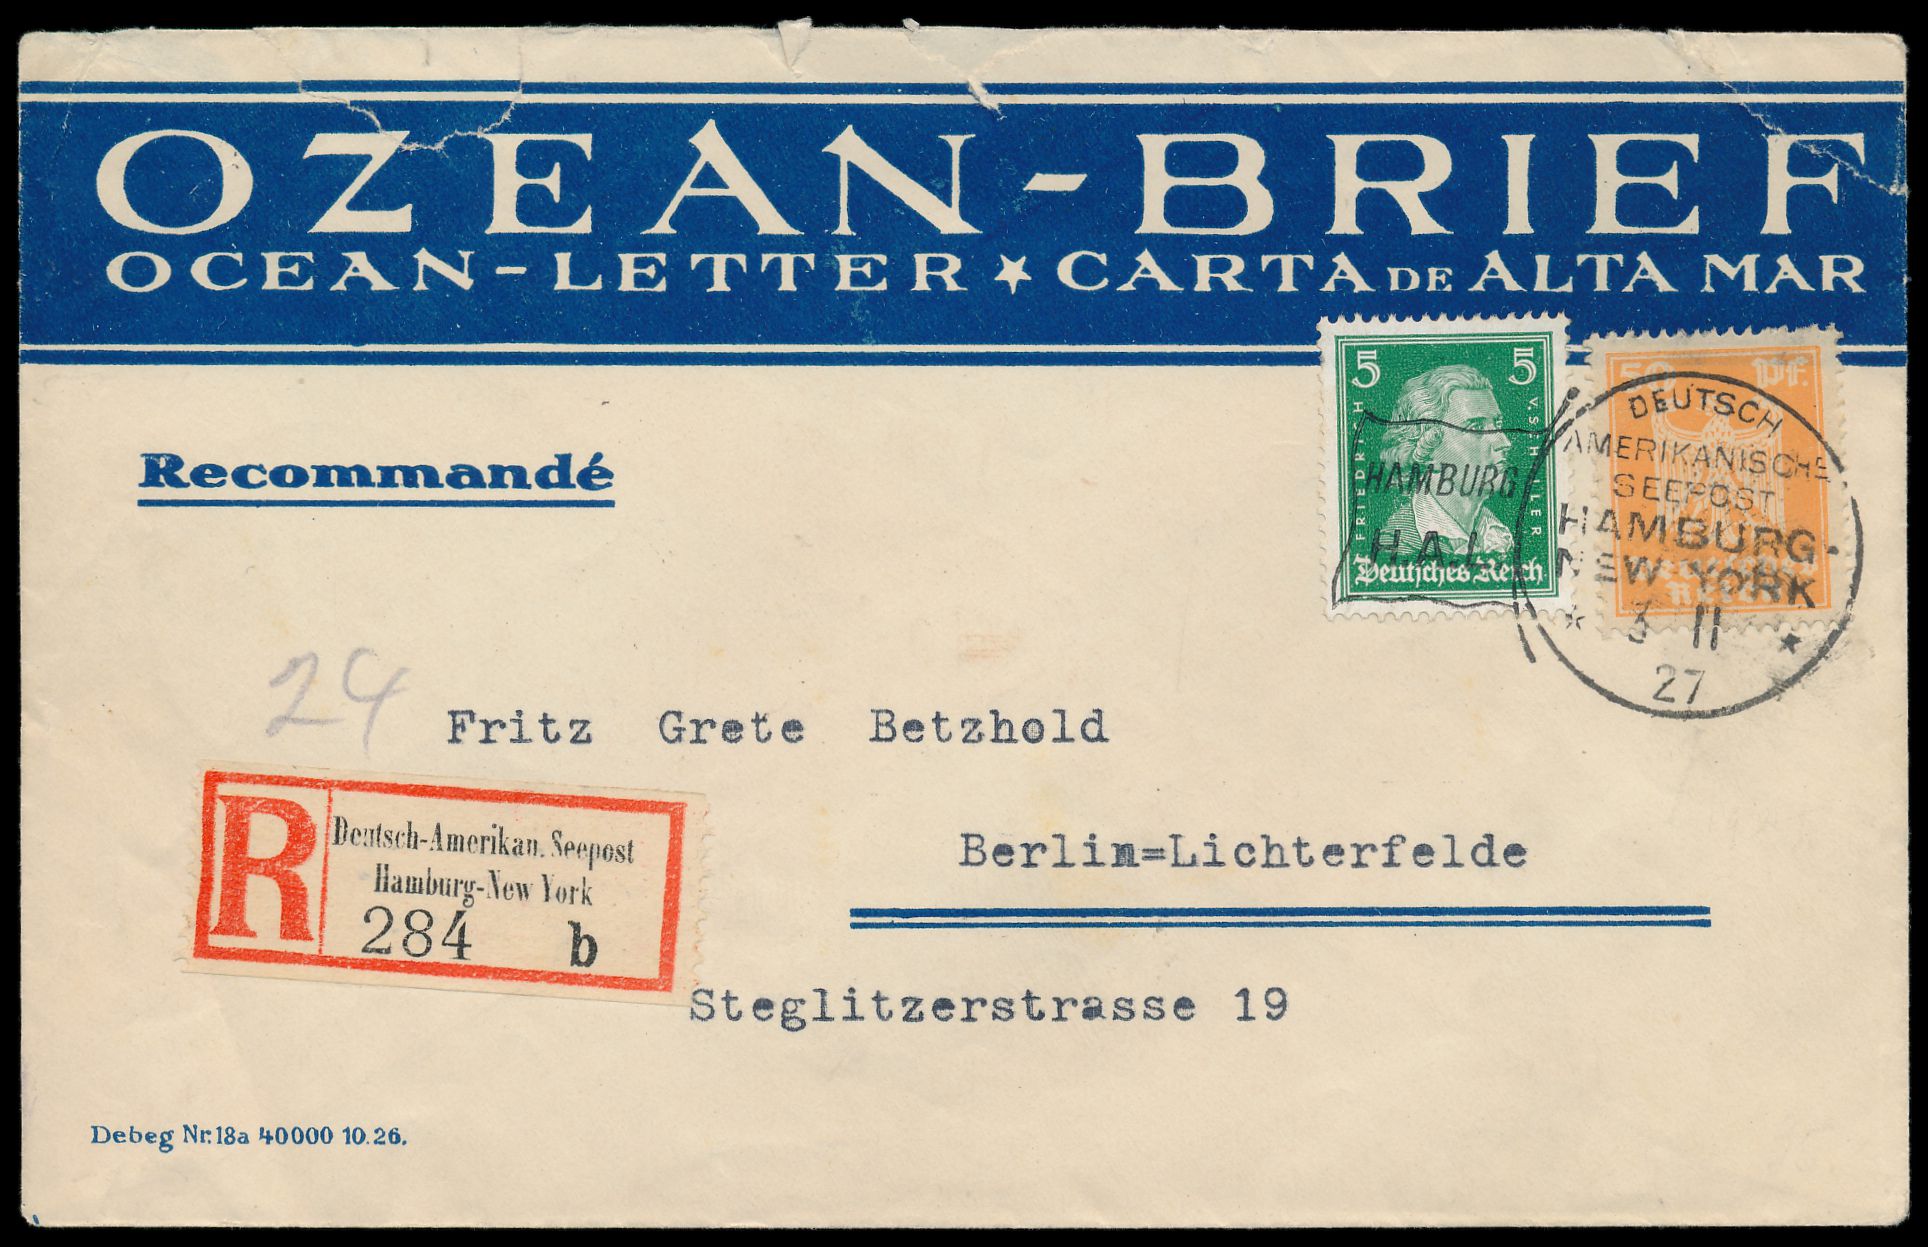 OZEAN-BRIEF
OCEAN-LETTER ★ CARTA DE ALTA MAR
Recommandé
5 5
FRIEDRICH V. SCHILLER
Deutsches Reich
50 Pf.
HAMBURG
H.A.L.
DEUTSCH
AMERIKANISCHE
SEEPOST
HAMBURG-
NEW YORK
* 3 11 *
27
24
Fritz Grete Betzhold
Berlin=Lichterfelde
Steglitzerstrasse 19
R
Deutsch-Amerikan. Seepost
Hamburg-New York
284 b
Debeg Nr.18a 40000 10.26.